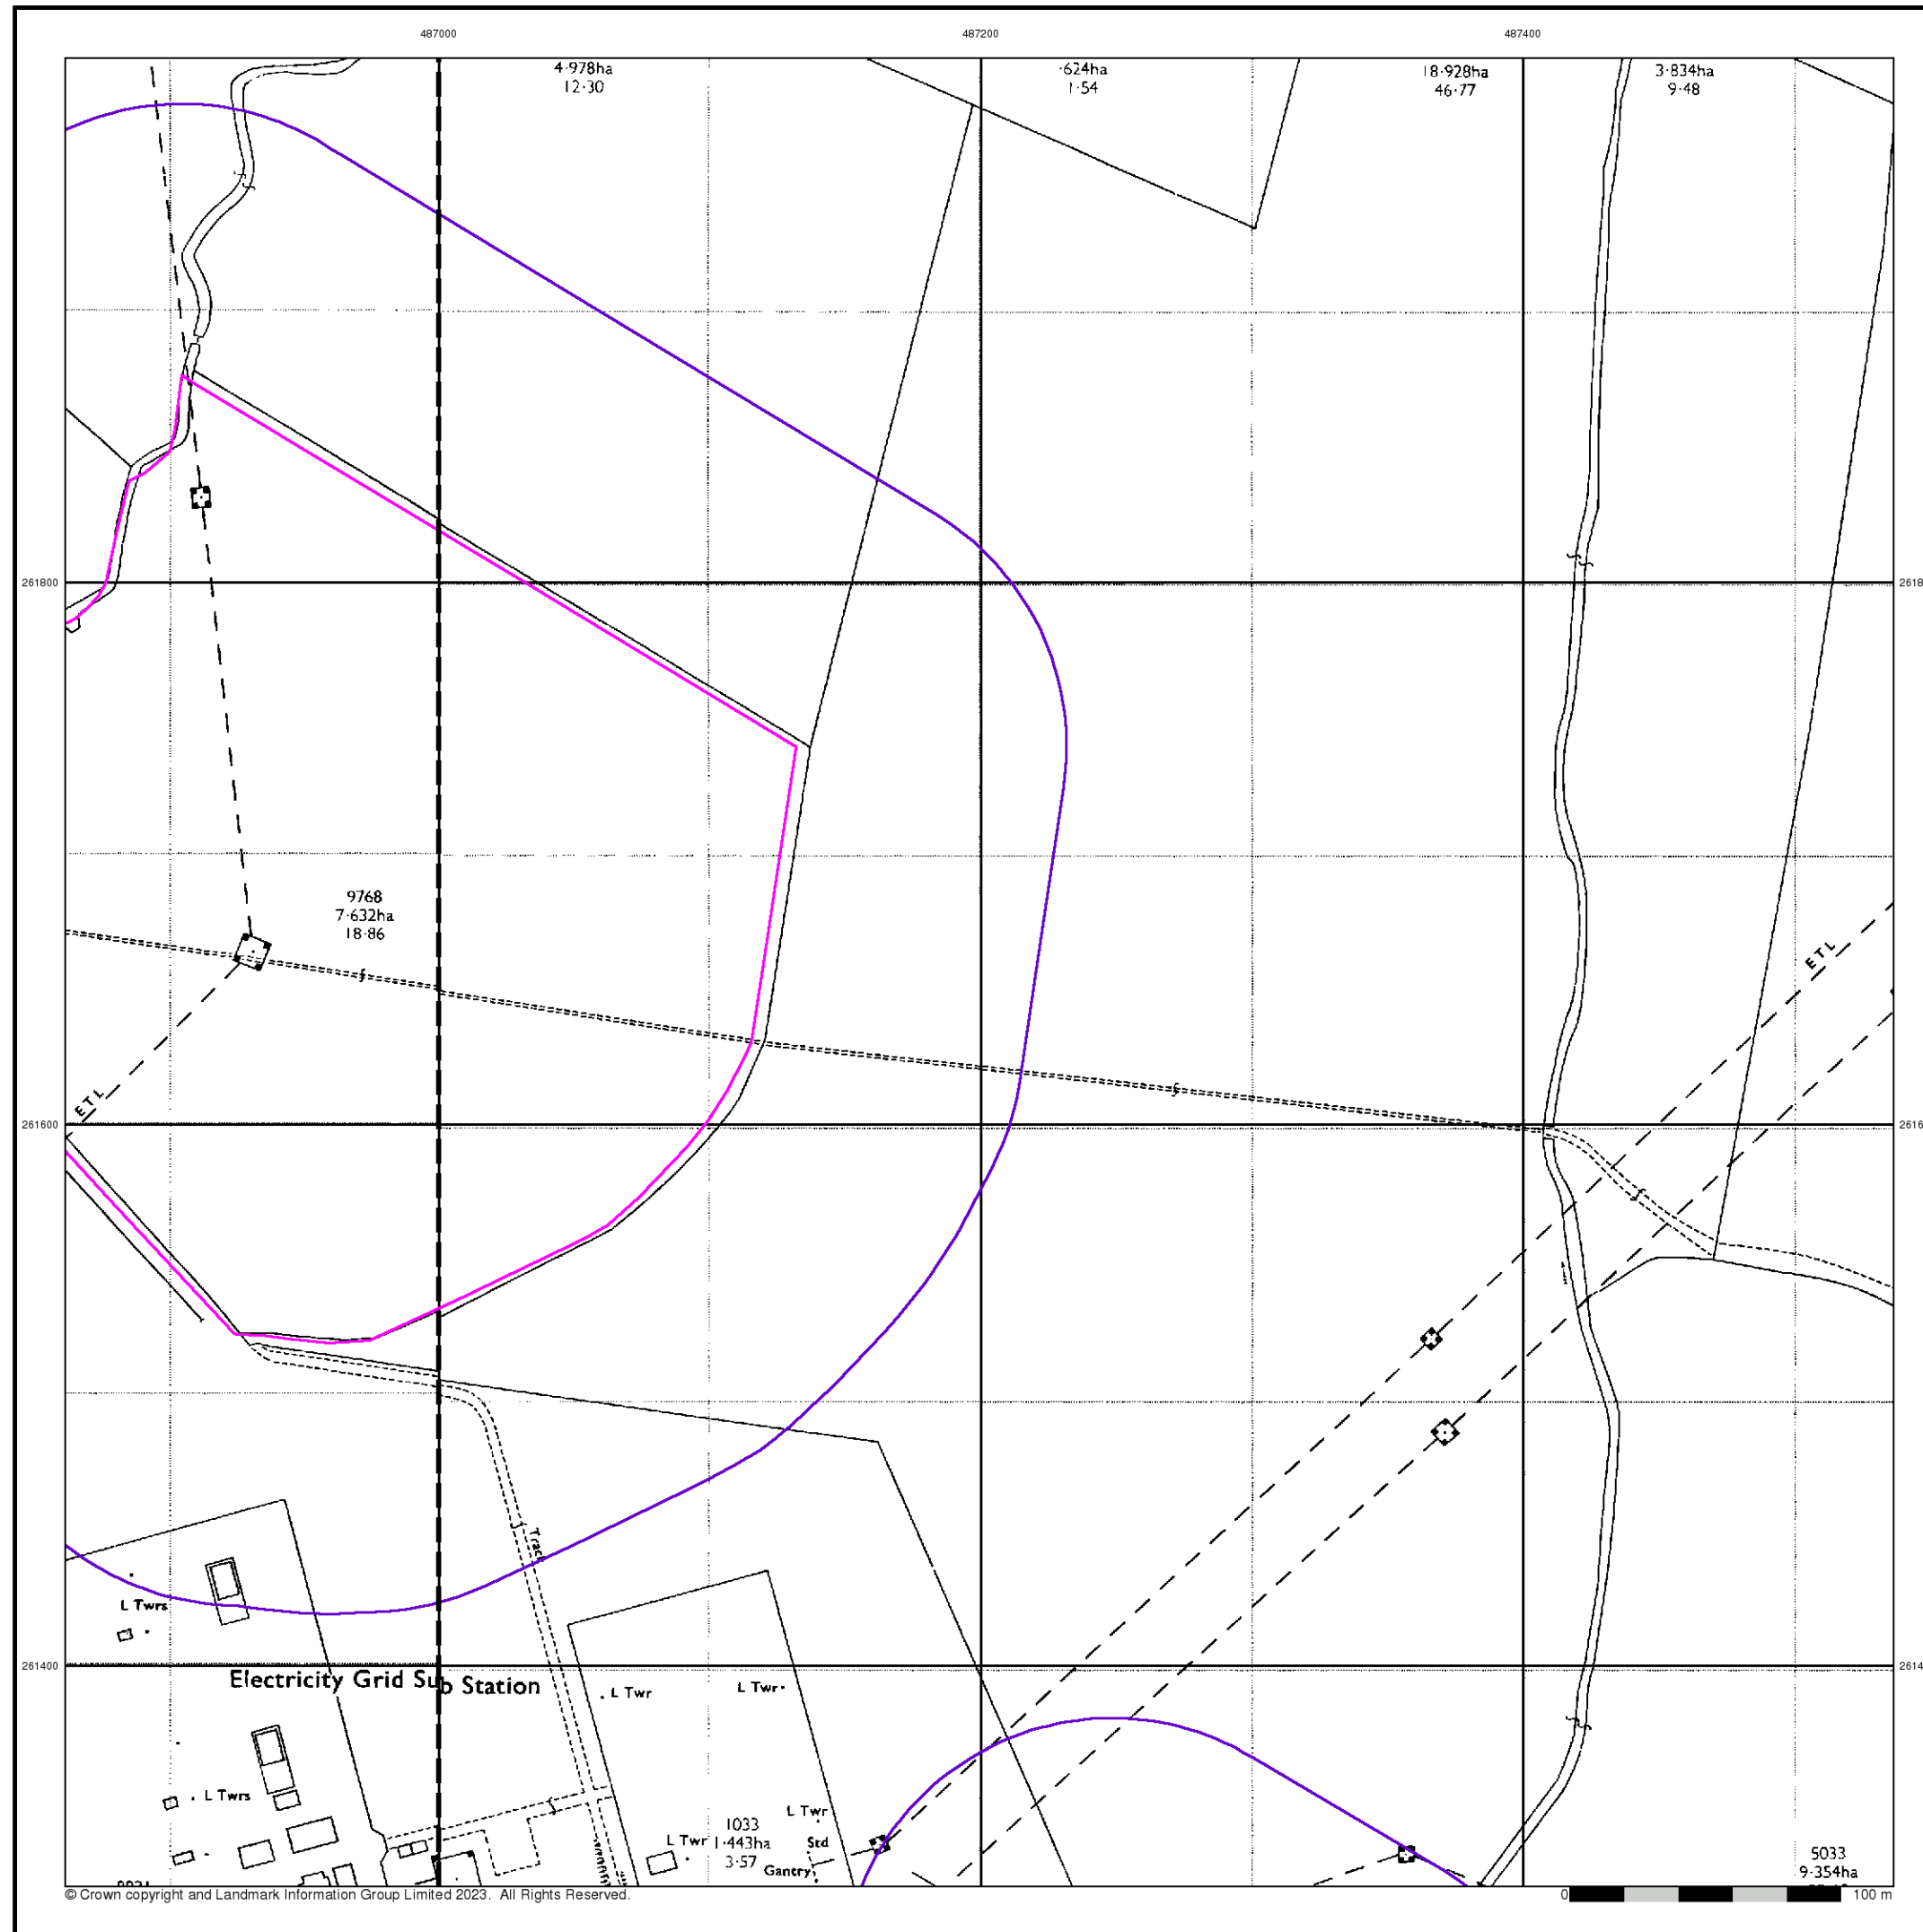 487000
487200
487400
4·978ha
12·30
·624ha
1·54
18·928ha
46·77
3·834ha
9·48
261800
2618
9768
7·632ha
18·86
ETL
ETL
261600
2616
Track
L Twrs
261400
2614
Electricity Grid Sub Station
L Twr
L Twr
L Twrs
L Twr
1033
1·443ha
3·57
L Twr
Std
Gantry
5033
9·354ha
© Crown copyright and Landmark Information Group Limited 2023. All Rights Reserved.
0
100 m